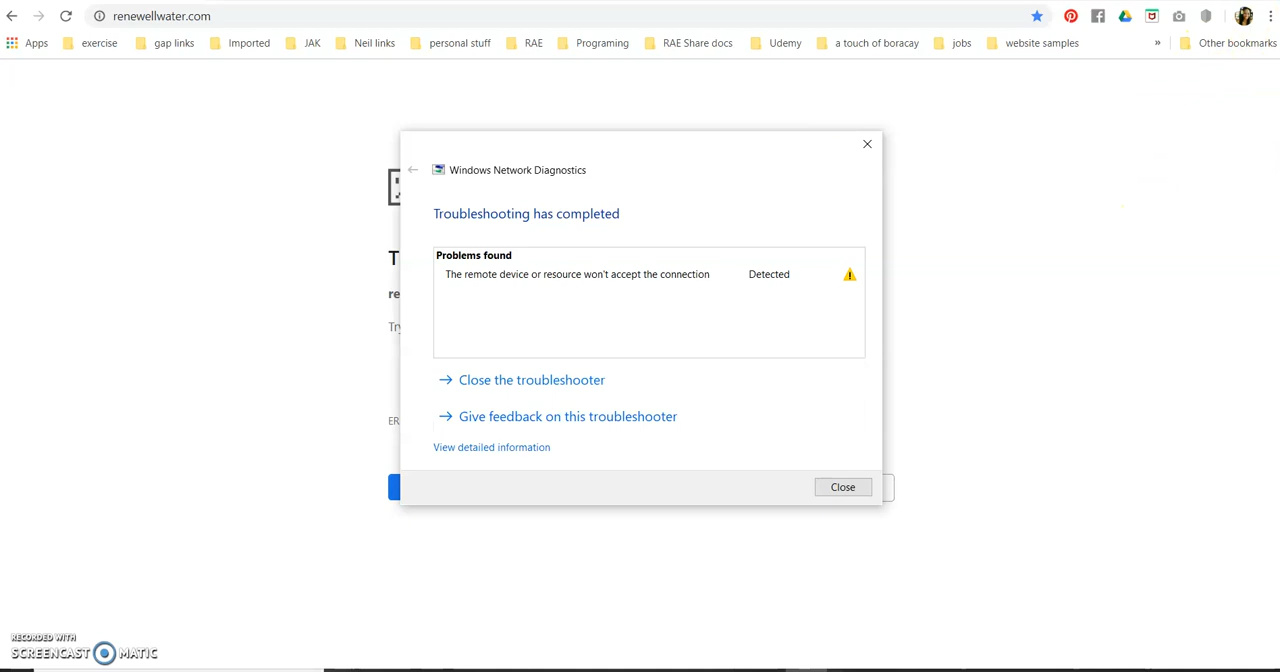 renewellwater.com
Apps exercise gap links Imported JAK Neil links personal stuff RAE Programing RAE Share docs Udemy a touch of boracay jobs website samples » Other bookmarks
Windows Network Diagnostics
Troubleshooting has completed
Problems found
The remote device or resource won't accept the connection Detected
T
re
Try
→ Close the troubleshooter
→ Give feedback on this troubleshooter
ER
View detailed information
Close
RECORDED WITH
SCREENCAST MATIC